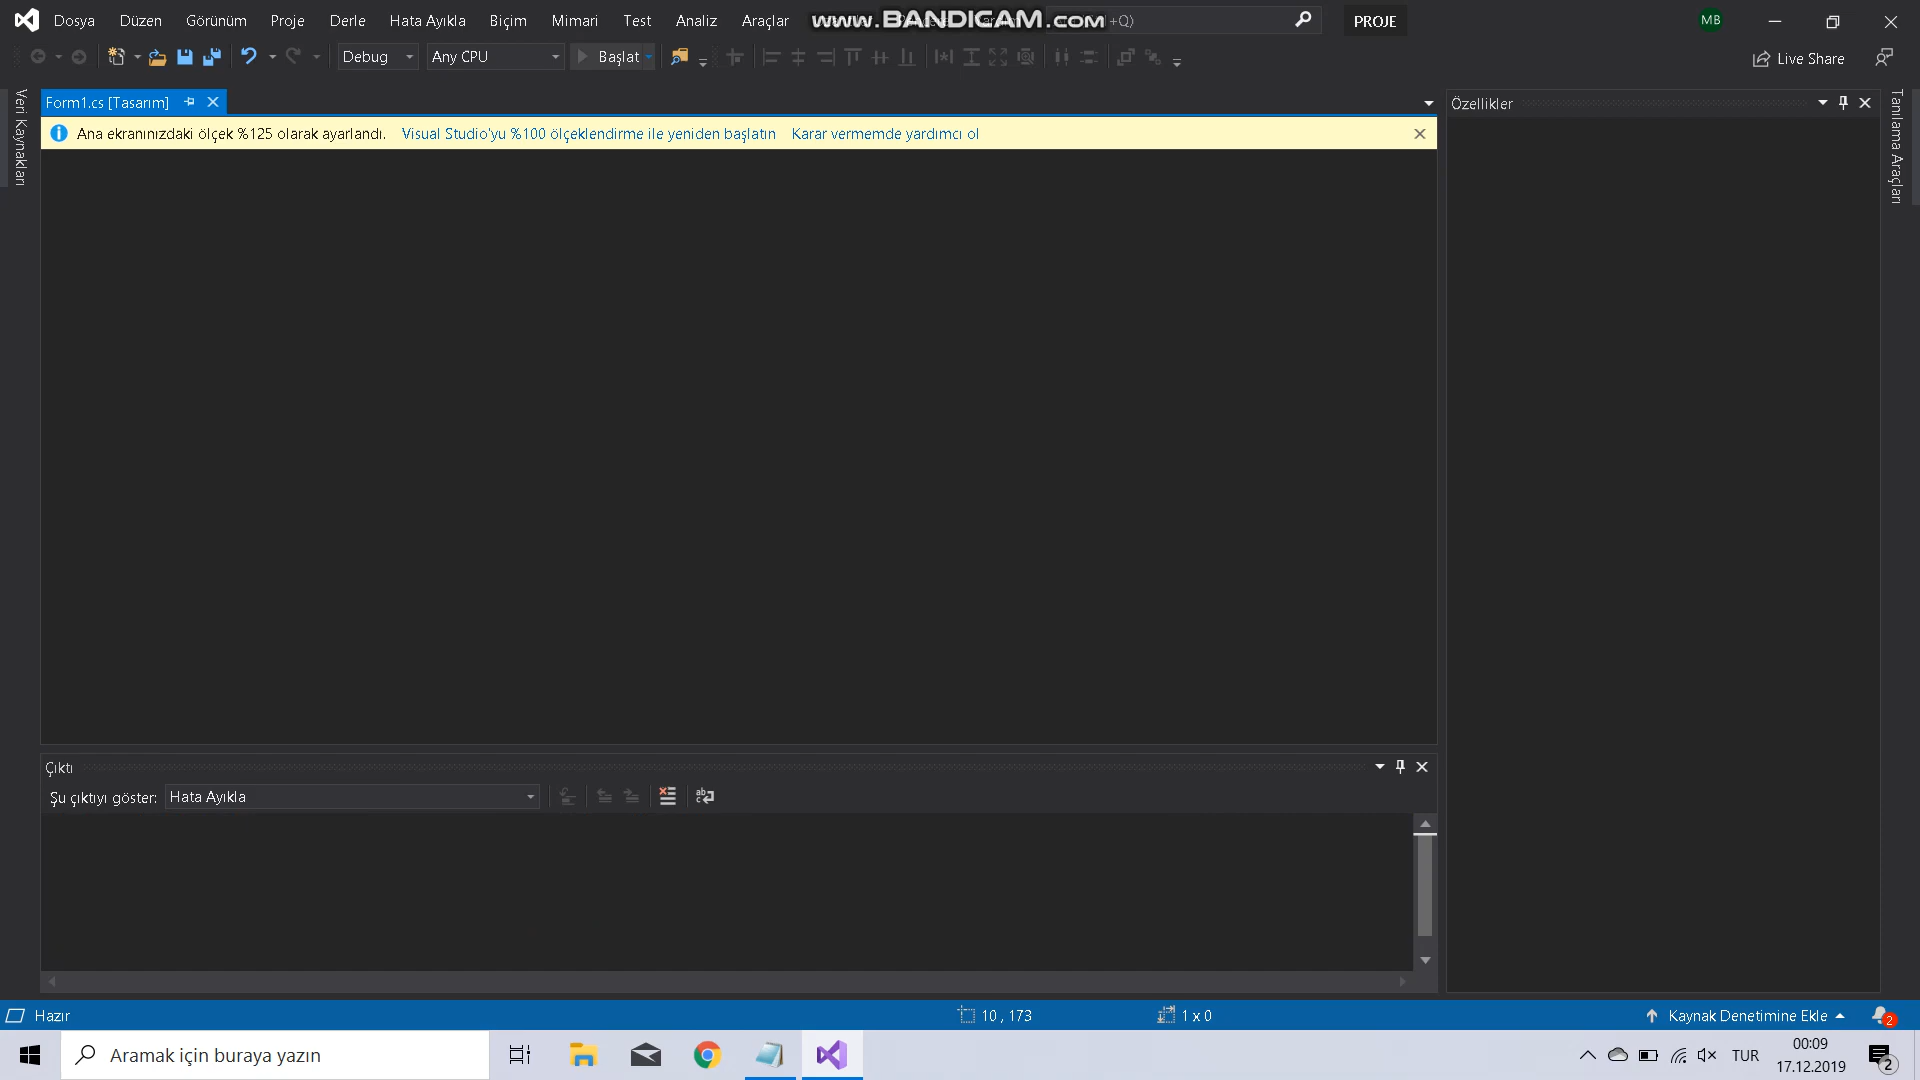 Dosya Düzen Görünüm Proje Derle Hata Ayıkla Biçim Mimari Test Analiz Araçlar www.BANDICAM.com +Q) PROJE MB
Debug Any CPU Başlat Live Share
Form1.cs [Tasarım]
Özellikler
Veri Kaynakları
Tanılama Araçları
Ana ekranınızdaki ölçek %125 olarak ayarlandı. Visual Studio'yu %100 ölçeklendirme ile yeniden başlatın Karar vermemde yardımcı ol
Çıktı
Şu çıktıyı göster: Hata Ayıkla
Hazır 10 , 173 1 x 0 Kaynak Denetimine Ekle 2
Aramak için buraya yazın TUR 00:09
17.12.2019 2